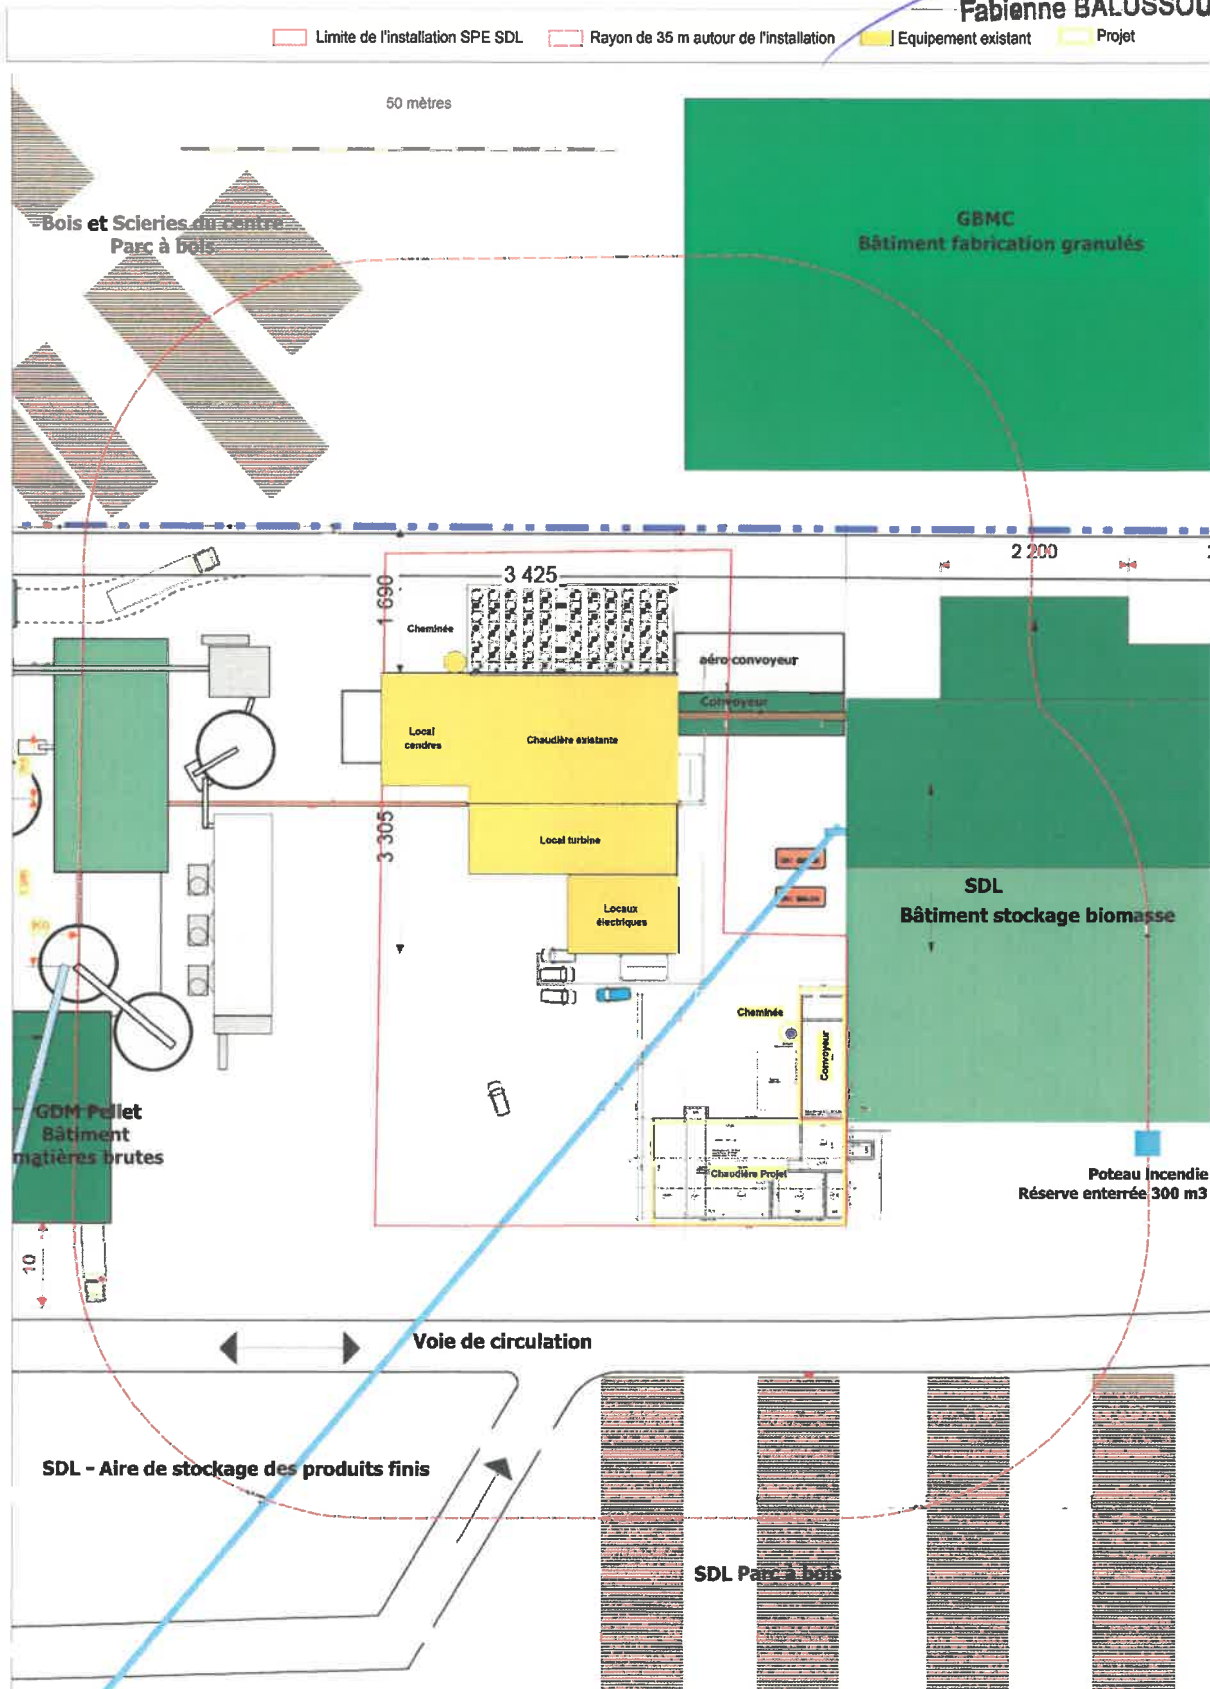 Fabienne BALUSSOU
Limite de l'installation SPE SDL
Rayon de 35 m autour de l'installation
Equipement existant
Projet
50 mètres
Bois et Scieries du centre
Parc à bois
GBMC
Bâtiment fabrication granulés
2 200
3 425
1 690
Cheminée
aéro convoyeur
Convoyeur
Local
cendres
Chaudière existante
Local turbine
3 305
Locaux
électriques
SDL
Bâtiment stockage biomasse
Cheminée
Convoyeur
GDM Pellet
Bâtiment
matières brutes
Chaudière Projet
Poteau Incendie
Réserve enterrée 300 m3
10
Voie de circulation
SDL - Aire de stockage des produits finis
SDL Parc à bois